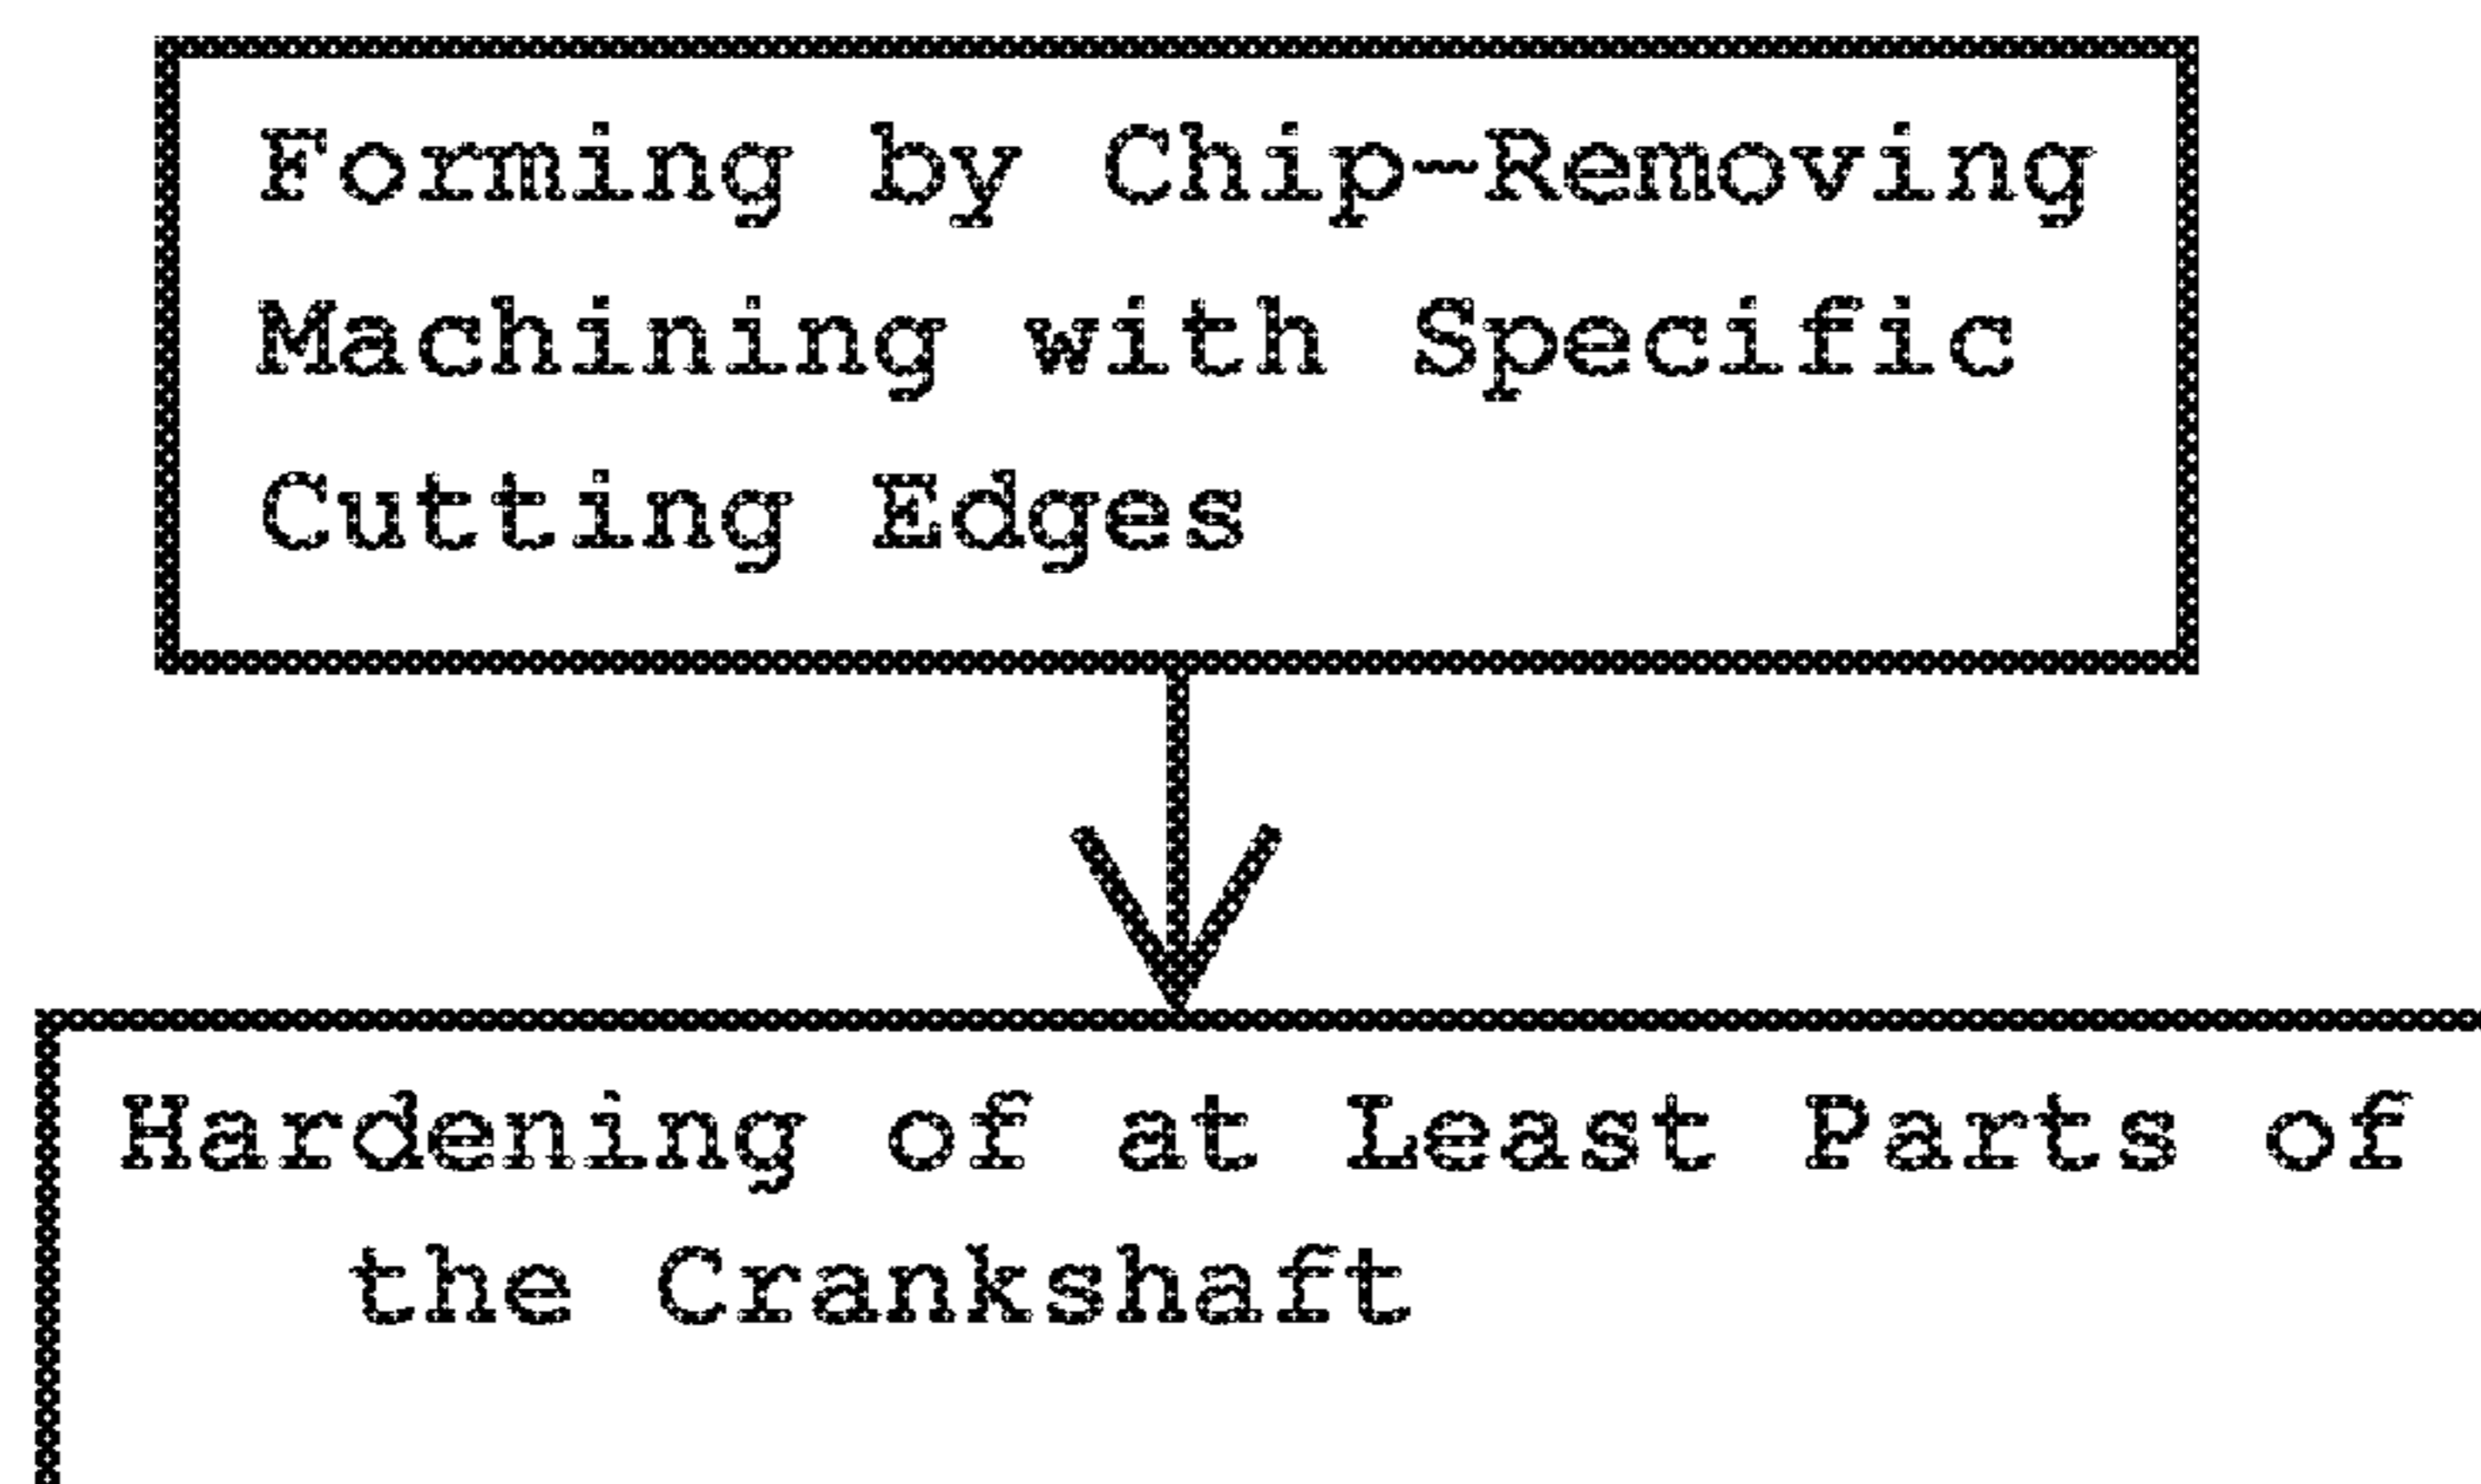 Forming by Chip-Removing
Machining with Specific
Cutting Edges
Hardening of at Least Parts of
the Crankshaft